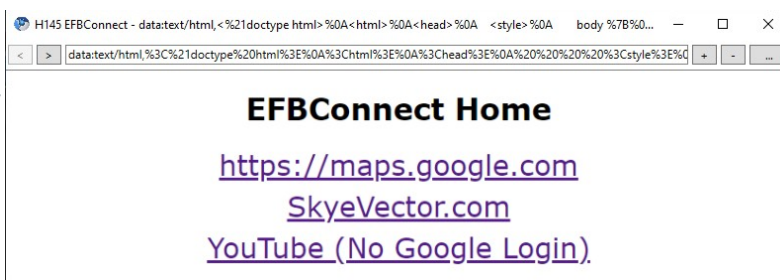 H145 EFBConnect - data:text/html,<%21doctype html>%0A<html>%0A<head>%0A <style>%0A body %7B%0...
< > data:text/html,%3C%21doctype%20html%3E%0A%3Chtml%3E%0A%3Chead%3E%0A%20%20%20%20%3Cstyle%3E%0 + - ...
EFBConnect Home
https://maps.google.com
SkyeVector.com
YouTube (No Google Login)